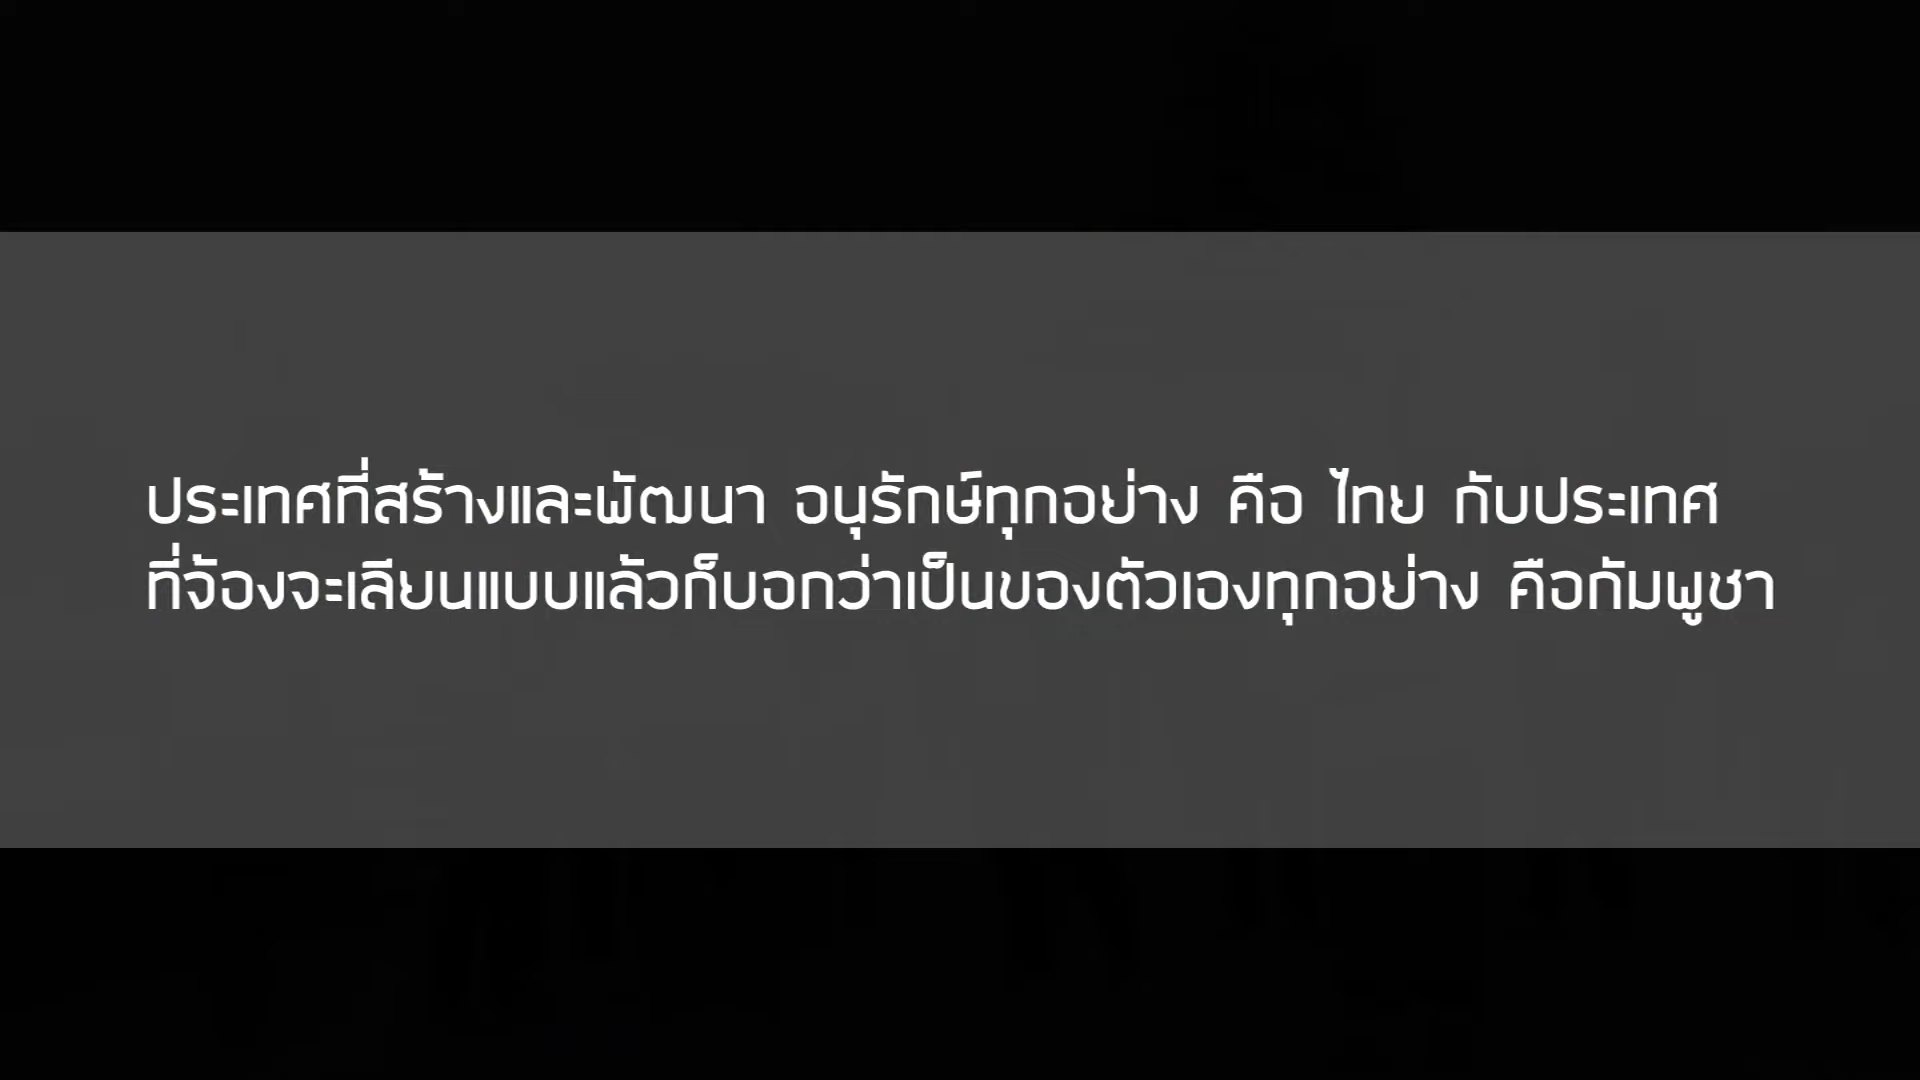 ประเทศที่สร้างและพัฒนา อนุรักษ์ทุกอย่าง คือ ไทย กับประเทศ
ที่จ้องจะเลียนแบบแล้วก็บอกว่าเป็นของตัวเองทุกอย่าง คือกัมพูชา